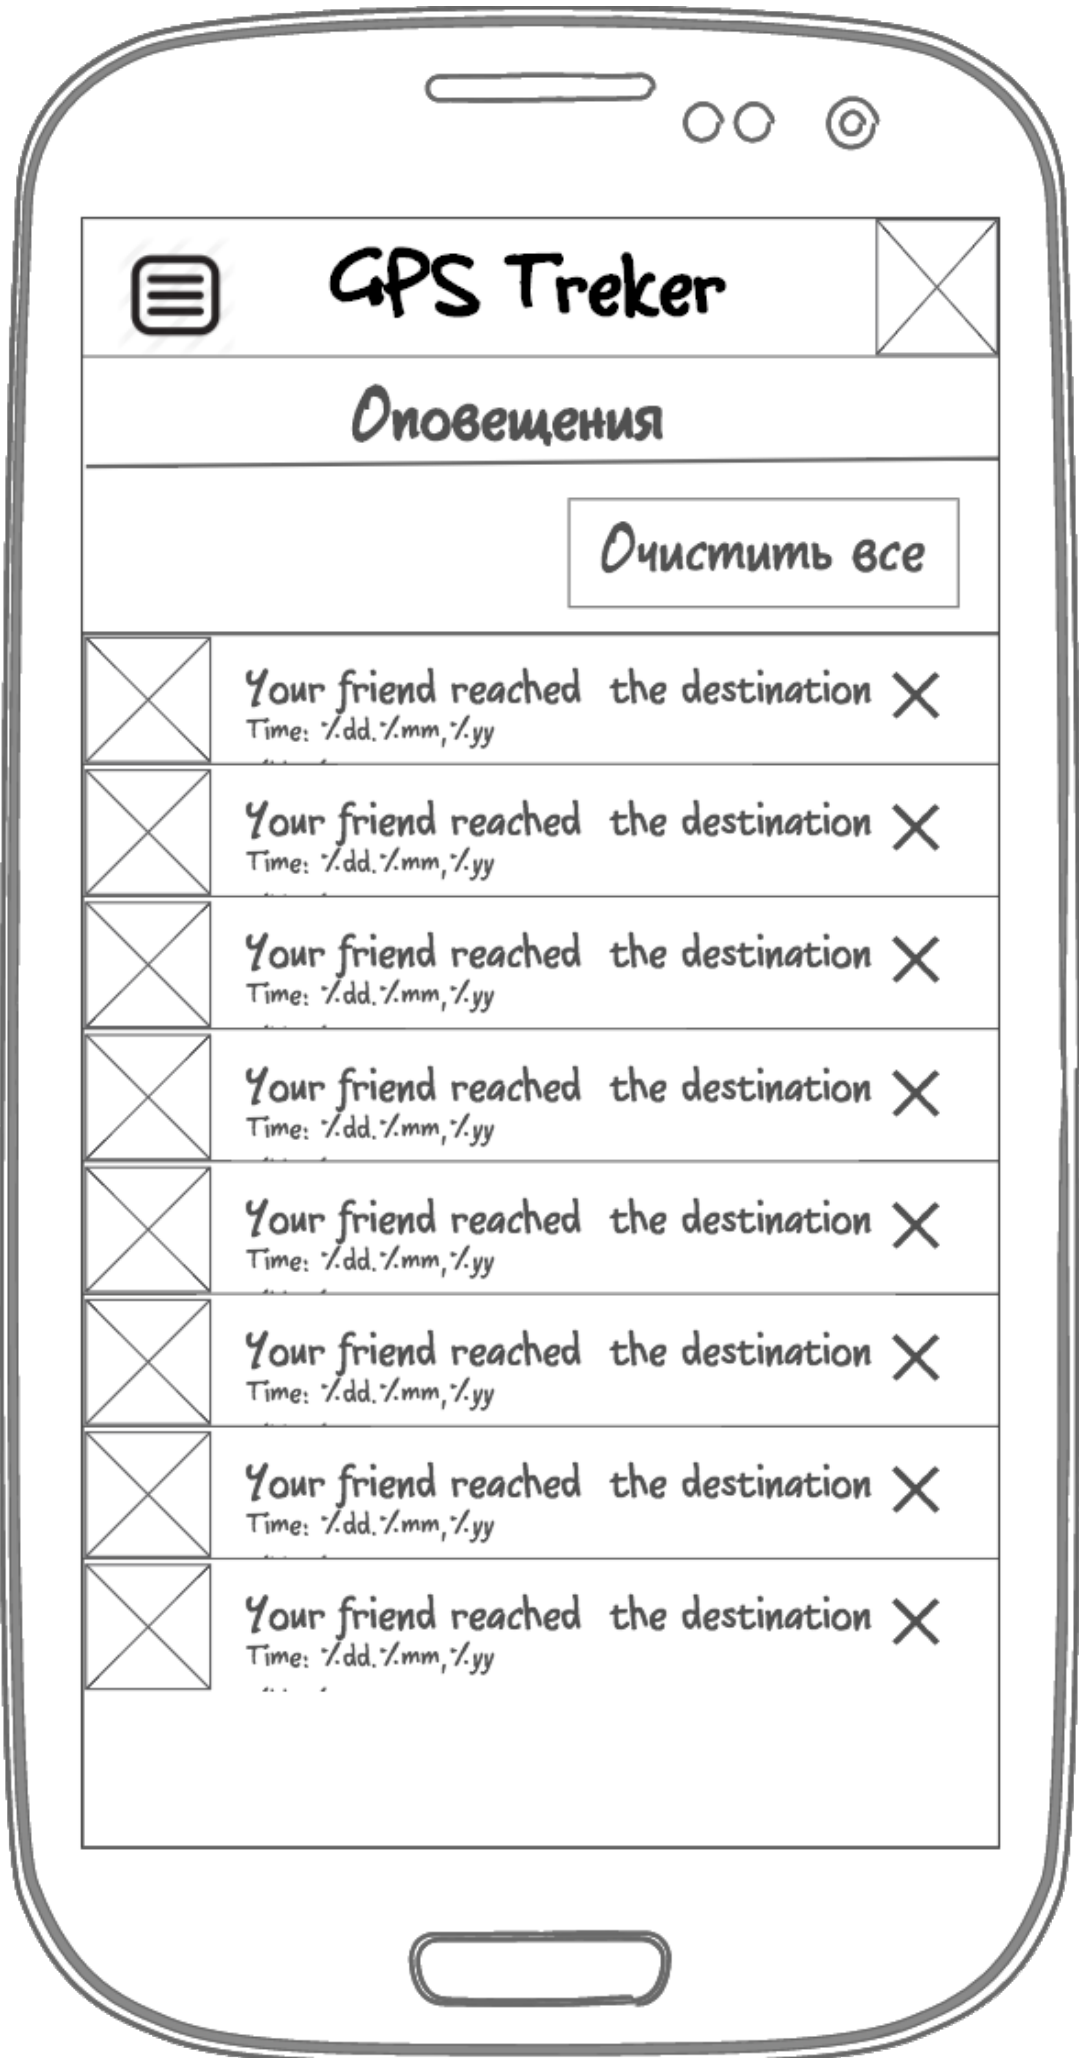 GPS Treker
Оповещения
Очистить все
Your friend reached the destination
Time: %dd.%mm,%yy
Your friend reached the destination
Time: %dd.%mm,%yy
Your friend reached the destination
Time: %dd.%mm,%yy
Your friend reached the destination
Time: %dd.%mm,%yy
Your friend reached the destination
Time: %dd.%mm,%yy
Your friend reached the destination
Time: %dd.%mm,%yy
Your friend reached the destination
Time: %dd.%mm,%yy
Your friend reached the destination
Time: %dd.%mm,%yy